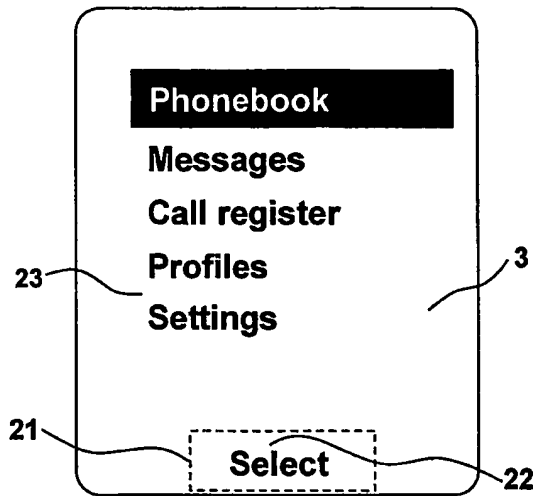 Phonebook
Messages
Call register
Profiles
3
23
Settings
21
Select
22